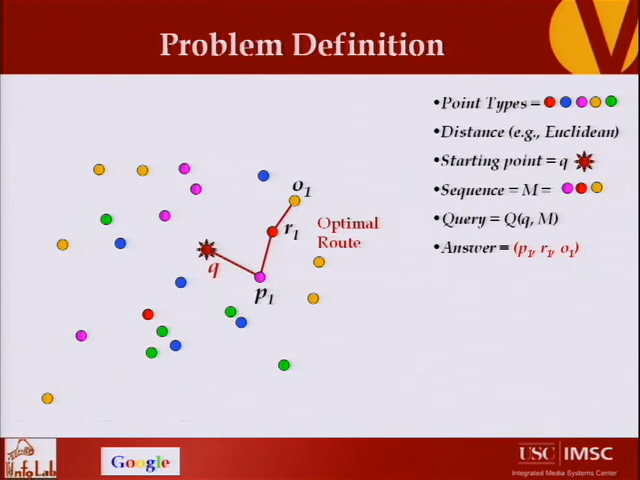 Problem Definition
•Point Types =
•Distance (e.g., Euclidean)
•Starting point = q
•Sequence = M =
•Query = Q(q, M)
•Answer = (p1, r1, o1)
o1
r1
Optimal
Route
q
p1
InfoLab
Google
USC IMSC
Integrated Media Systems Center